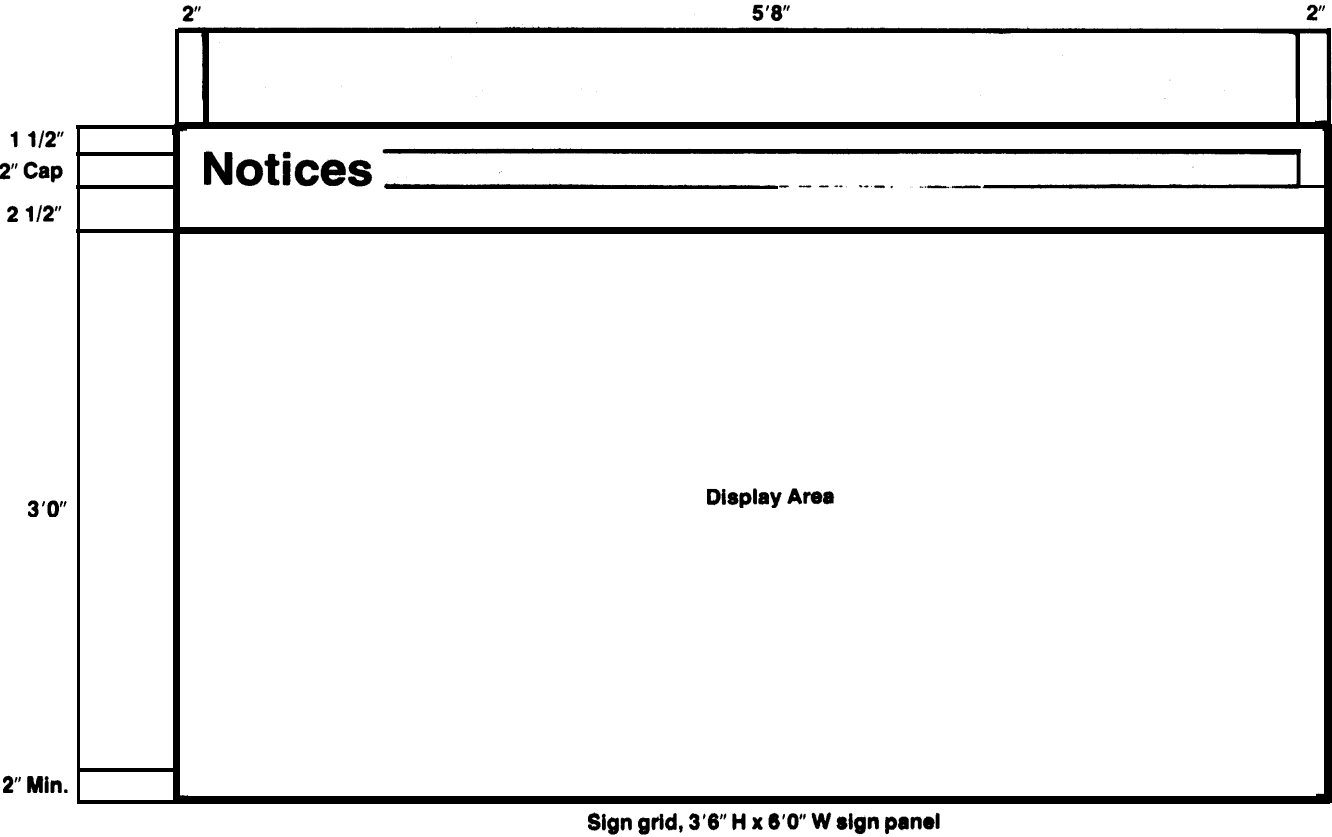 2" 5'8" 2"
1 1/2"
2" Cap
Notices
2 1/2"
3'0"
Display Area
2" Min.
Sign grid, 3'6" H x 6'0" W sign panel